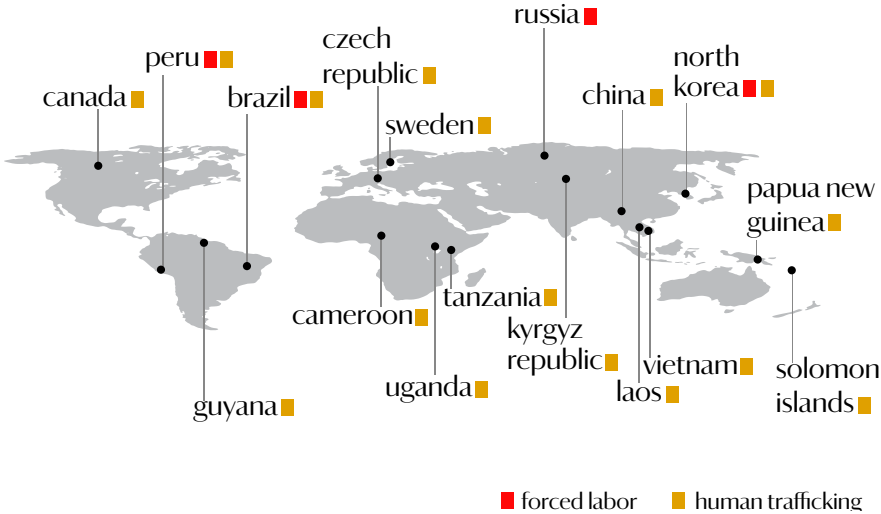 russia
czech
republic
north
korea
peru
canada
brazil
china
sweden
papua new
guinea
tanzania
cameroon
kyrgyz
republic
vietnam
solomon
islands
uganda
laos
guyana
forced labor
human trafficking